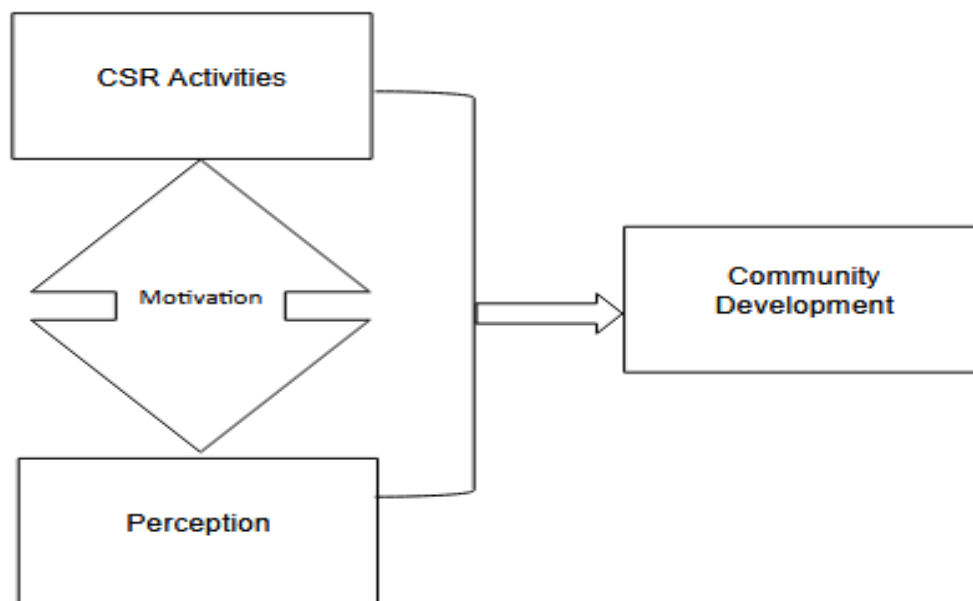 CSR Activities
Motivation
Community
Development
Perception